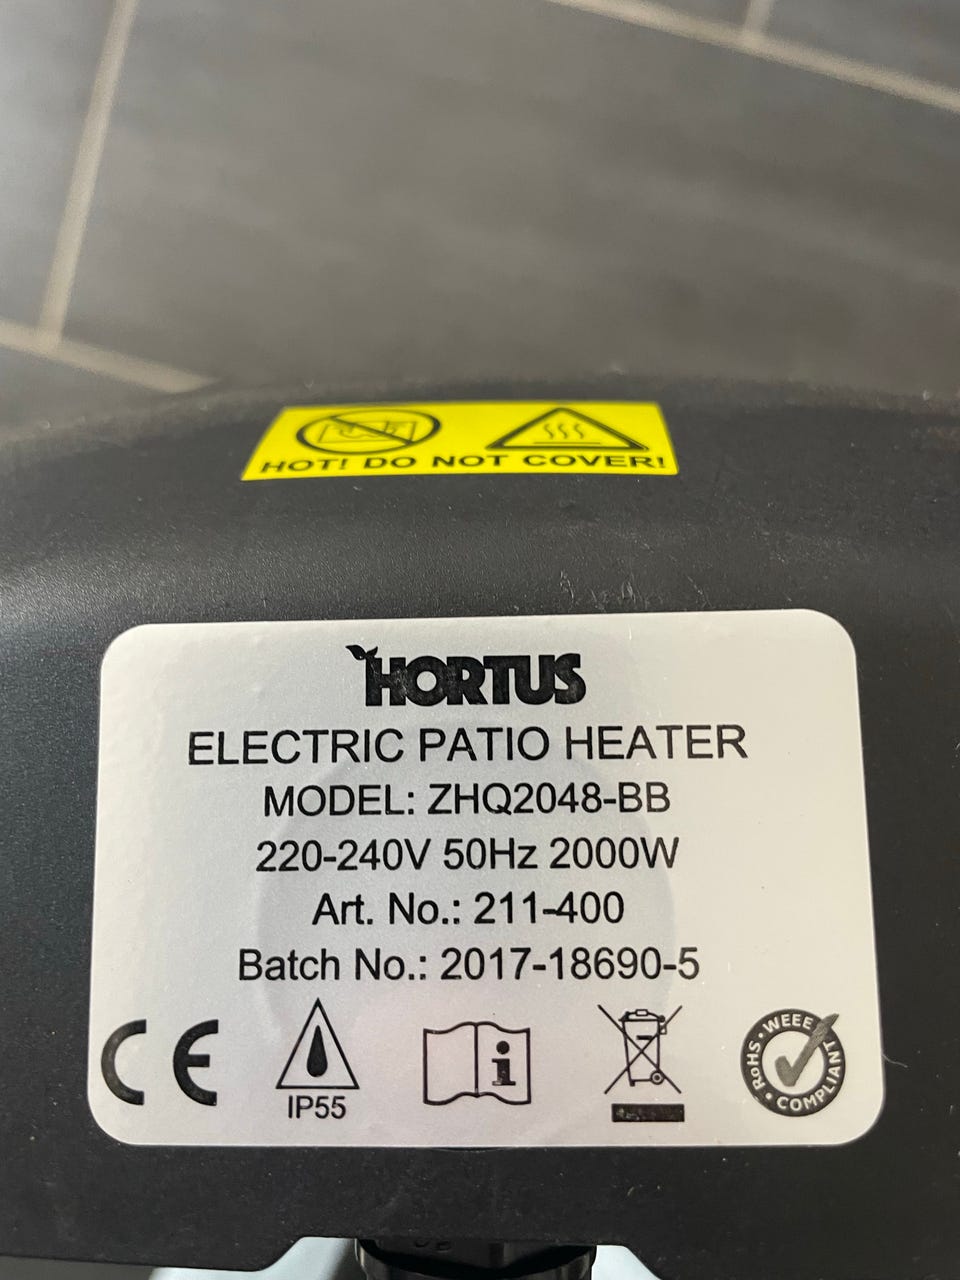 HOT! DO NOT COVER!
HORTUS
ELECTRIC PATIO HEATER
MODEL: ZHQ2048-BB
220-240V 50Hz 2000W
Art. No.: 211-400
Batch No.: 2017-18690-5
CE
IP55
i
RoHS • WEEE • COMPLIANT